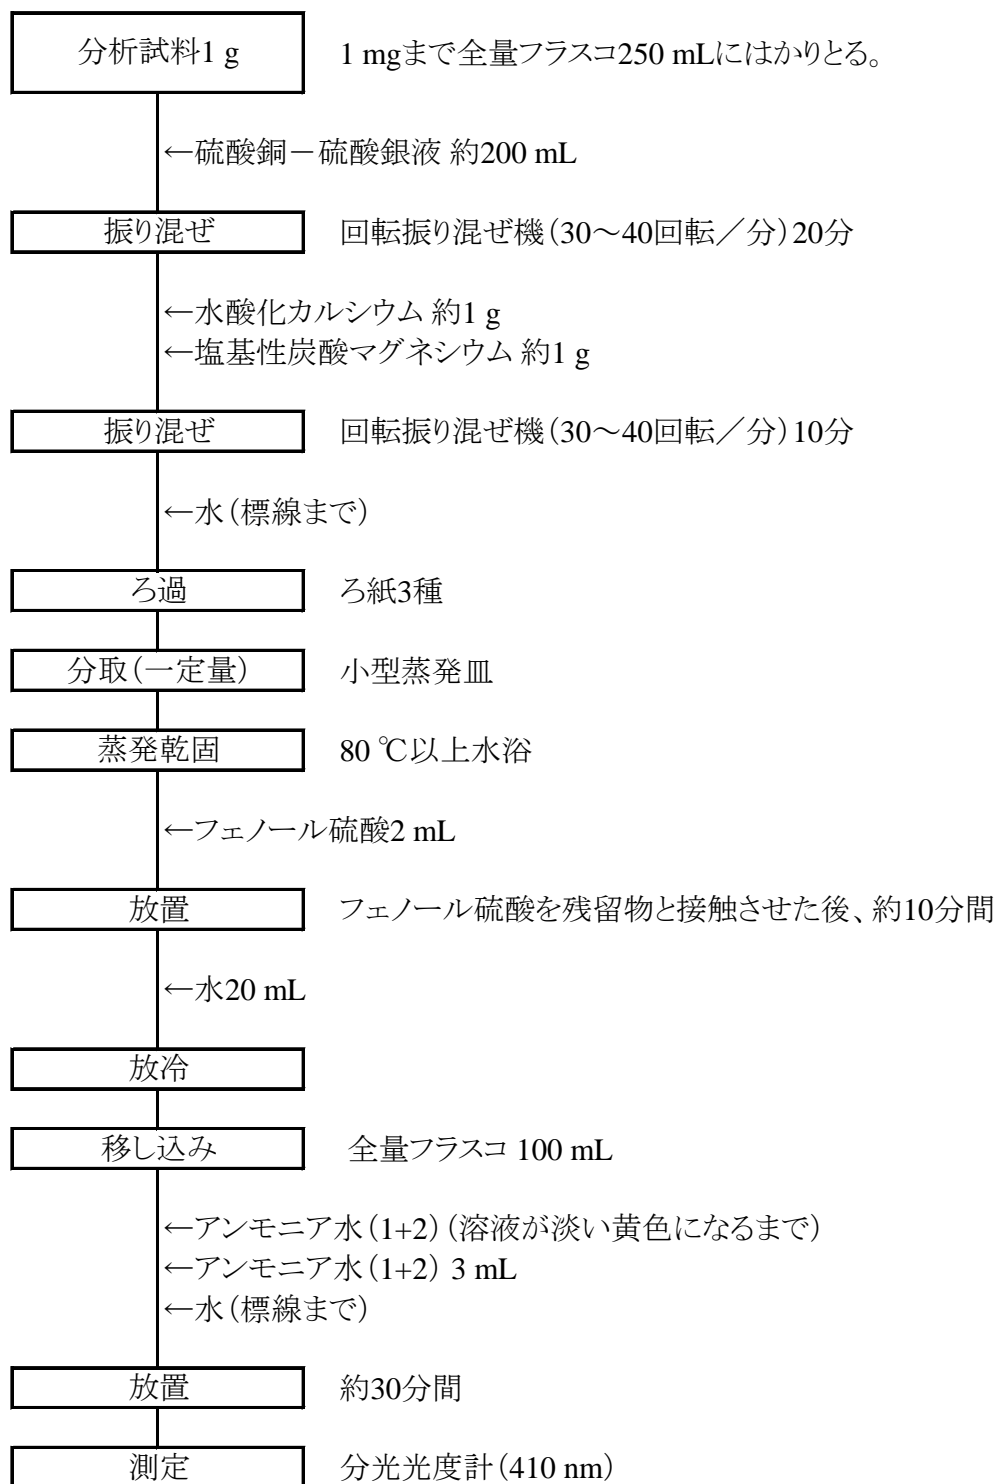 分析試料1 g 1 mgまで全量フラスコ250 mLにはかりとる。
←硫酸銅－硫酸銀液 約200 mL
振り混ぜ 回転振り混ぜ機（30～40回転／分）20分
←水酸化カルシウム 約1 g
←塩基性炭酸マグネシウム 約1 g
振り混ぜ 回転振り混ぜ機（30～40回転／分）10分
←水（標線まで）
ろ過 ろ紙3種
分取（一定量） 小型蒸発皿
蒸発乾固 80 ℃以上水浴
←フェノール硫酸2 mL
放置 フェノール硫酸を残留物と接触させた後、約10分間
←水20 mL
放冷
移し込み 全量フラスコ 100 mL
←アンモニア水（1+2）（溶液が淡い黄色になるまで）
←アンモニア水（1+2） 3 mL
←水（標線まで）
放置 約30分間
測定 分光光度計（410 nm）